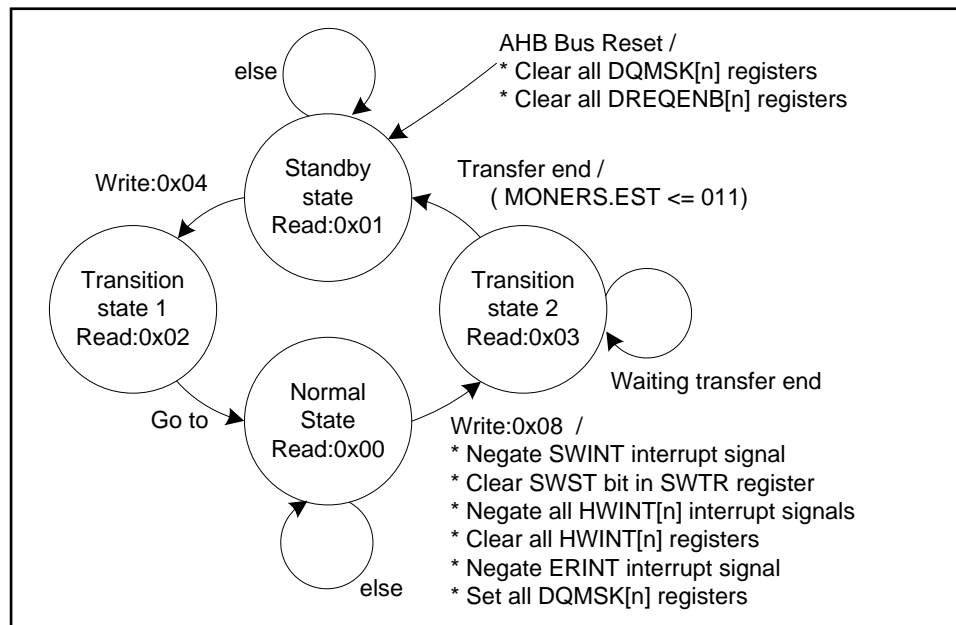 AHB Bus Reset /
* Clear all DQMSK[n] registers
* Clear all DREQENB[n] registers
else
Standby
state
Read:0x01
Write:0x04
Transfer end /
( MONERS.EST <= 011)
Transition
state 1
Read:0x02
Transition
state 2
Read:0x03
Waiting transfer end
Go to
Normal
State
Read:0x00
else
Write:0x08 /
* Negate SWINT interrupt signal
* Clear SWST bit in SWTR register
* Negate all HWINT[n] interrupt signals
* Clear all HWINT[n] registers
* Negate ERINT interrupt signal
* Set all DQMSK[n] registers